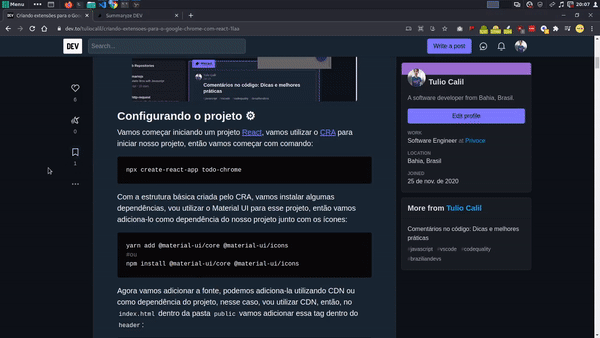 Menu
20:07
Criando extensões para o Goo
Summaryze DEV
dev.to/tuliocalil/criando-extensoes-para-o-google-chrome-com-react-1lax
DEV
Search...
Write a post
Comentários no código: Dicas e melhores
práticas
6
4
1
Configurando o projeto ⚙
Vamos começar iniciando um projeto React, vamos utilizar o CRA para
iniciar nosso projeto, então vamos começar com comando:
npx create-react-app todo-chrome
Com a estrutura básica criada pelo CRA, vamos instalar algumas
dependências, vou utilizar o Material UI para esse projeto, então vamos
adiciona-lo como dependência do nosso projeto junto com os ícones:
yarn add @material-ui/core @material-ui/icons
#ou
npm install @material-ui/core @material-ui/icons
Agora vamos adicionar a fonte, podemos adiciona-la utilizando CDN ou
como dependência do projeto, nesse caso, vou utilizar CDN, então, no
index.html dentro da pasta public vamos adicionar essa tag dentro do
header :
Tulio Calil
A software developer from Bahia, Brasil.
Edit profile
WORK
Software Engineer at Privoce
LOCATION
Bahia, Brasil
JOINED
25 de nov. de 2020
More from Tulio Calil
Comentários no código: Dicas e melhores
práticas
#javascript #vscode #codequality
#braziliandevs